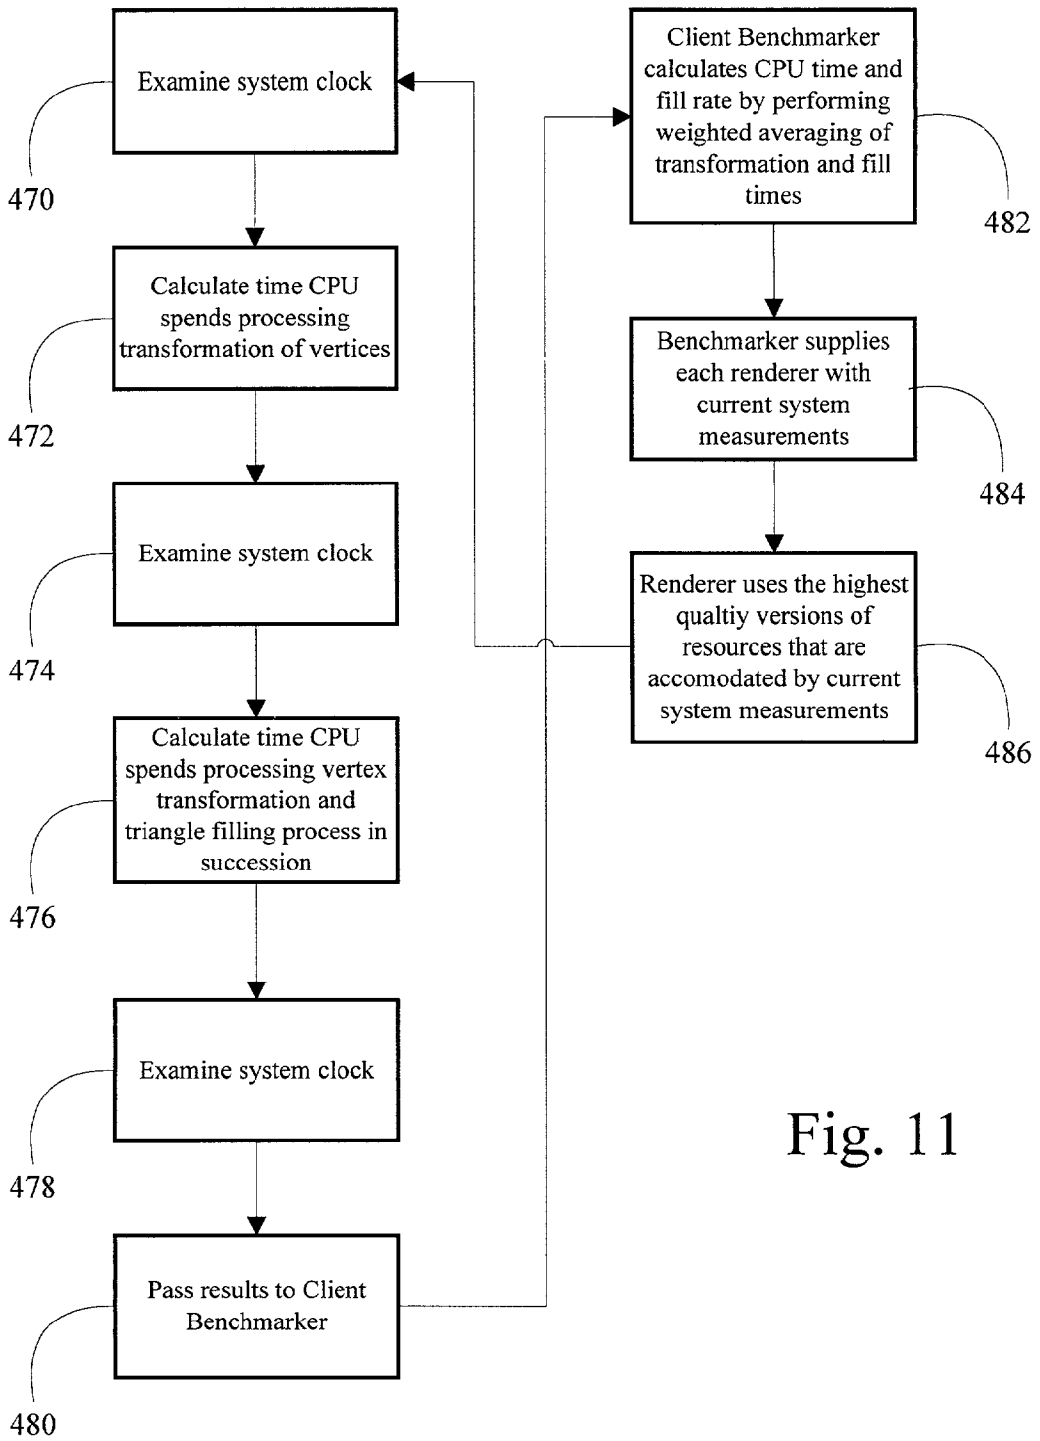 Examine system clock
470
Calculate time CPU
spends processing
transformation of vertices
472
Examine system clock
474
Calculate time CPU
spends processing vertex
transformation and
triangle filling process in
succession
476
Examine system clock
478
Pass results to Client
Benchmarker
480
Client Benchmarker
calculates CPU time and
fill rate by performing
weighted averaging of
transformation and fill
times
482
Benchmarker supplies
each renderer with
current system
measurements
484
Renderer uses the highest
qualtiy versions of
resources that are
accomodated by current
system measurements
486
Fig. 11